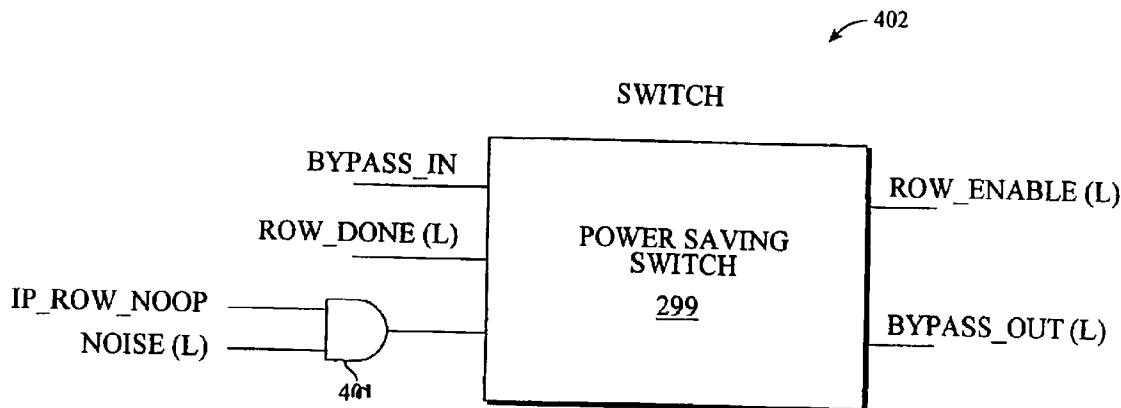 402
SWITCH
BYPASS_IN
ROW_ENABLE (L)
ROW_DONE (L)
POWER SAVING
SWITCH
299
IP_ROW_NOOP
NOISE (L)
BYPASS_OUT (L)
401